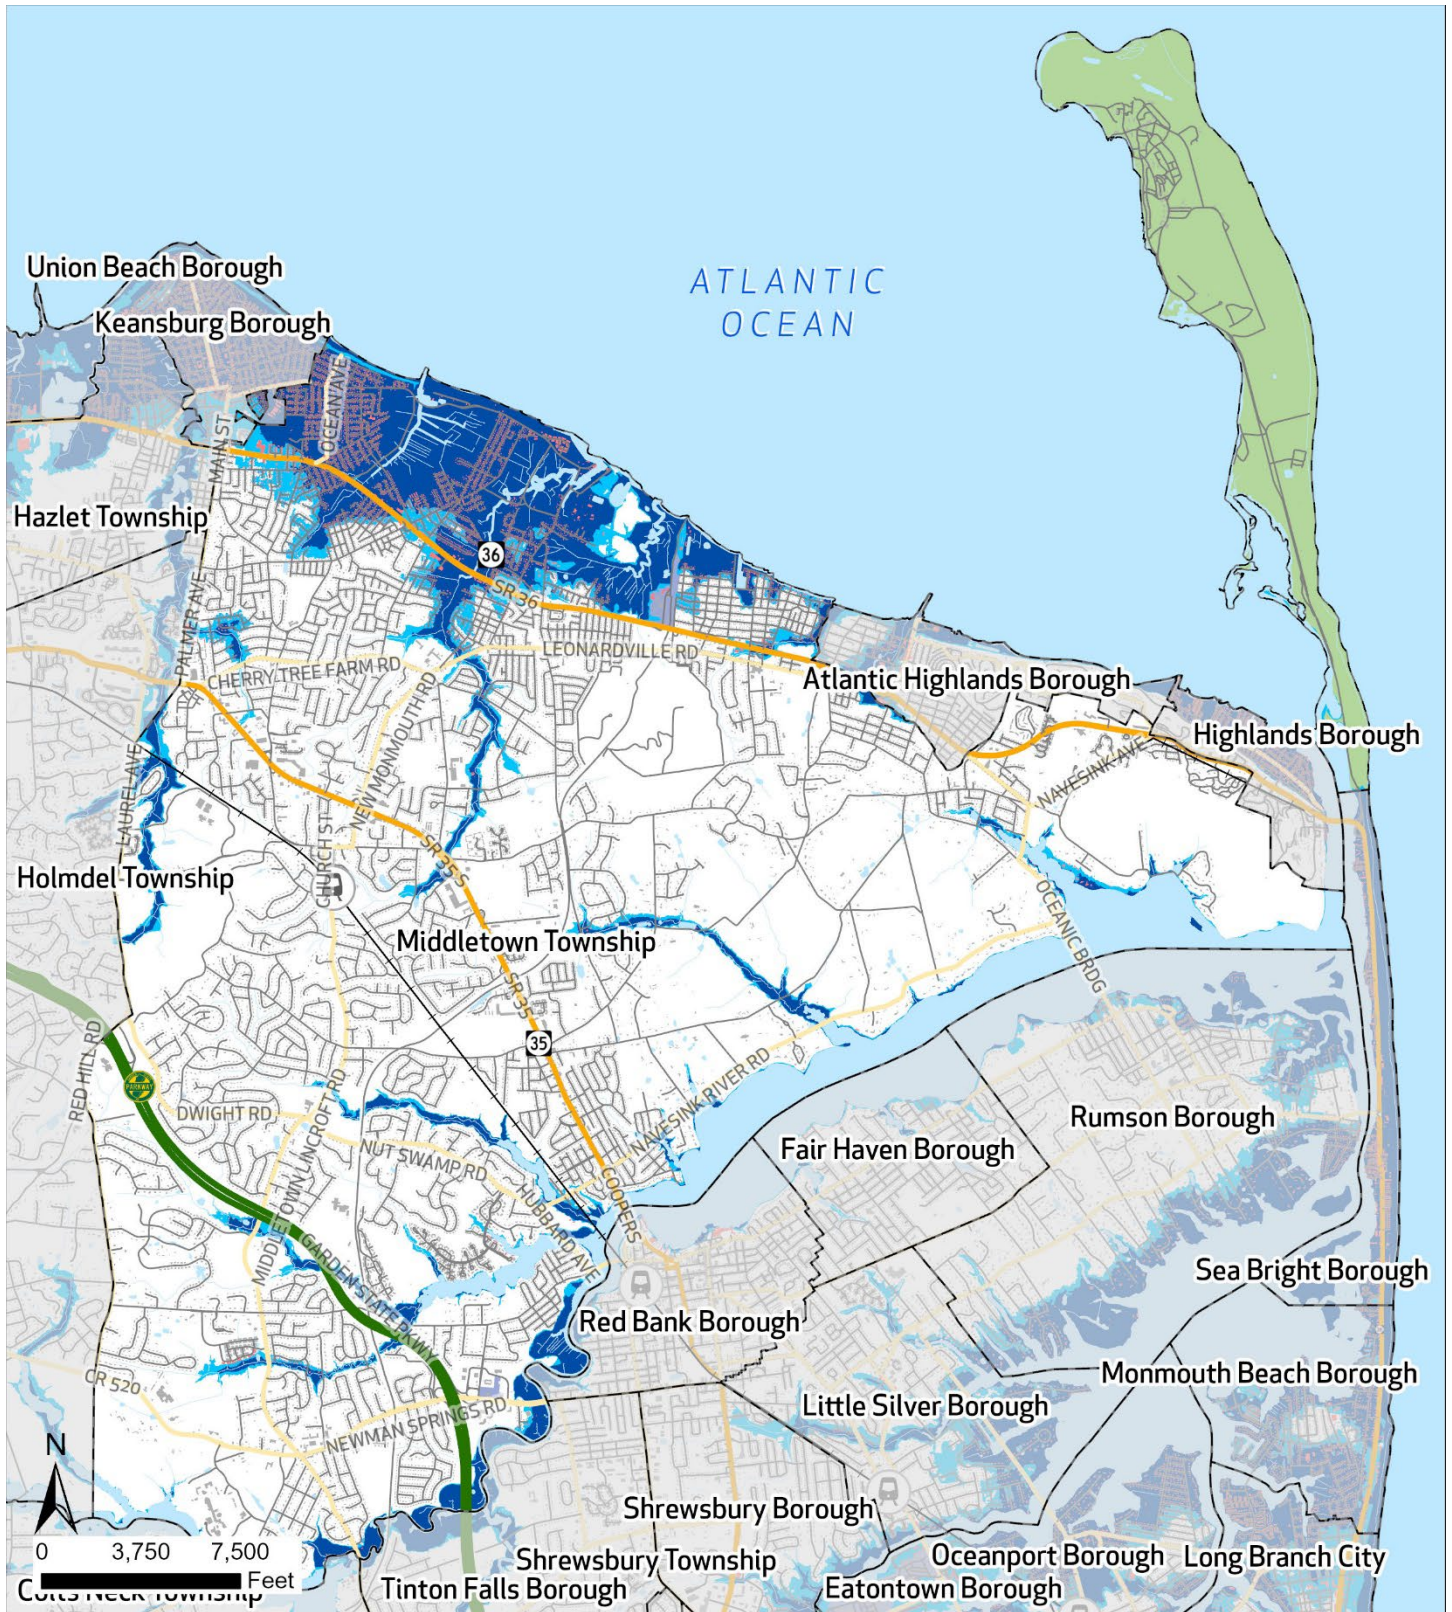 ATLANTIC
OCEAN
Union Beach Borough
Keansburg Borough
OCEAN AVE
MAIN ST
Hazlet Township
36
SR 36
PALMER AVE
LEONARDVILLE RD
CHERRY TREE FARM RD
NEW MONMOUTH RD
Atlantic Highlands Borough
Highlands Borough
NAVESINK AVE
LAUREL AVE
CHURCH ST
SR 35 S
Holmdel Township
Middletown Township
OCEANIC BRDG
SR 35
35
RED HILL RD
PARKWAY
DWIGHT RD
MIDDLETOWN LINCROFT RD
NUT SWAMP RD
NAVESINK RIVER RD
HUBBARD AVE
COOPERS
Rumson Borough
Fair Haven Borough
GARDEN STATE PKWY
Sea Bright Borough
Red Bank Borough
CR 520
Monmouth Beach Borough
NEWMAN SPRINGS RD
Little Silver Borough
N
Shrewsbury Borough
0 3,750 7,500
Feet
Shrewsbury Township
Oceanport Borough
Long Branch City
Colts Neck Township
Tinton Falls Borough
Eatontown Borough